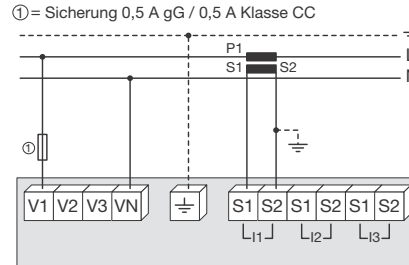 ①= Sicherung 0,5 A gG / 0,5 A Klasse CC
P1
L
S1 S2
①
V1 V2 V3 VN S1 S2 S1 S2 S1 S2
I1 I2 I3